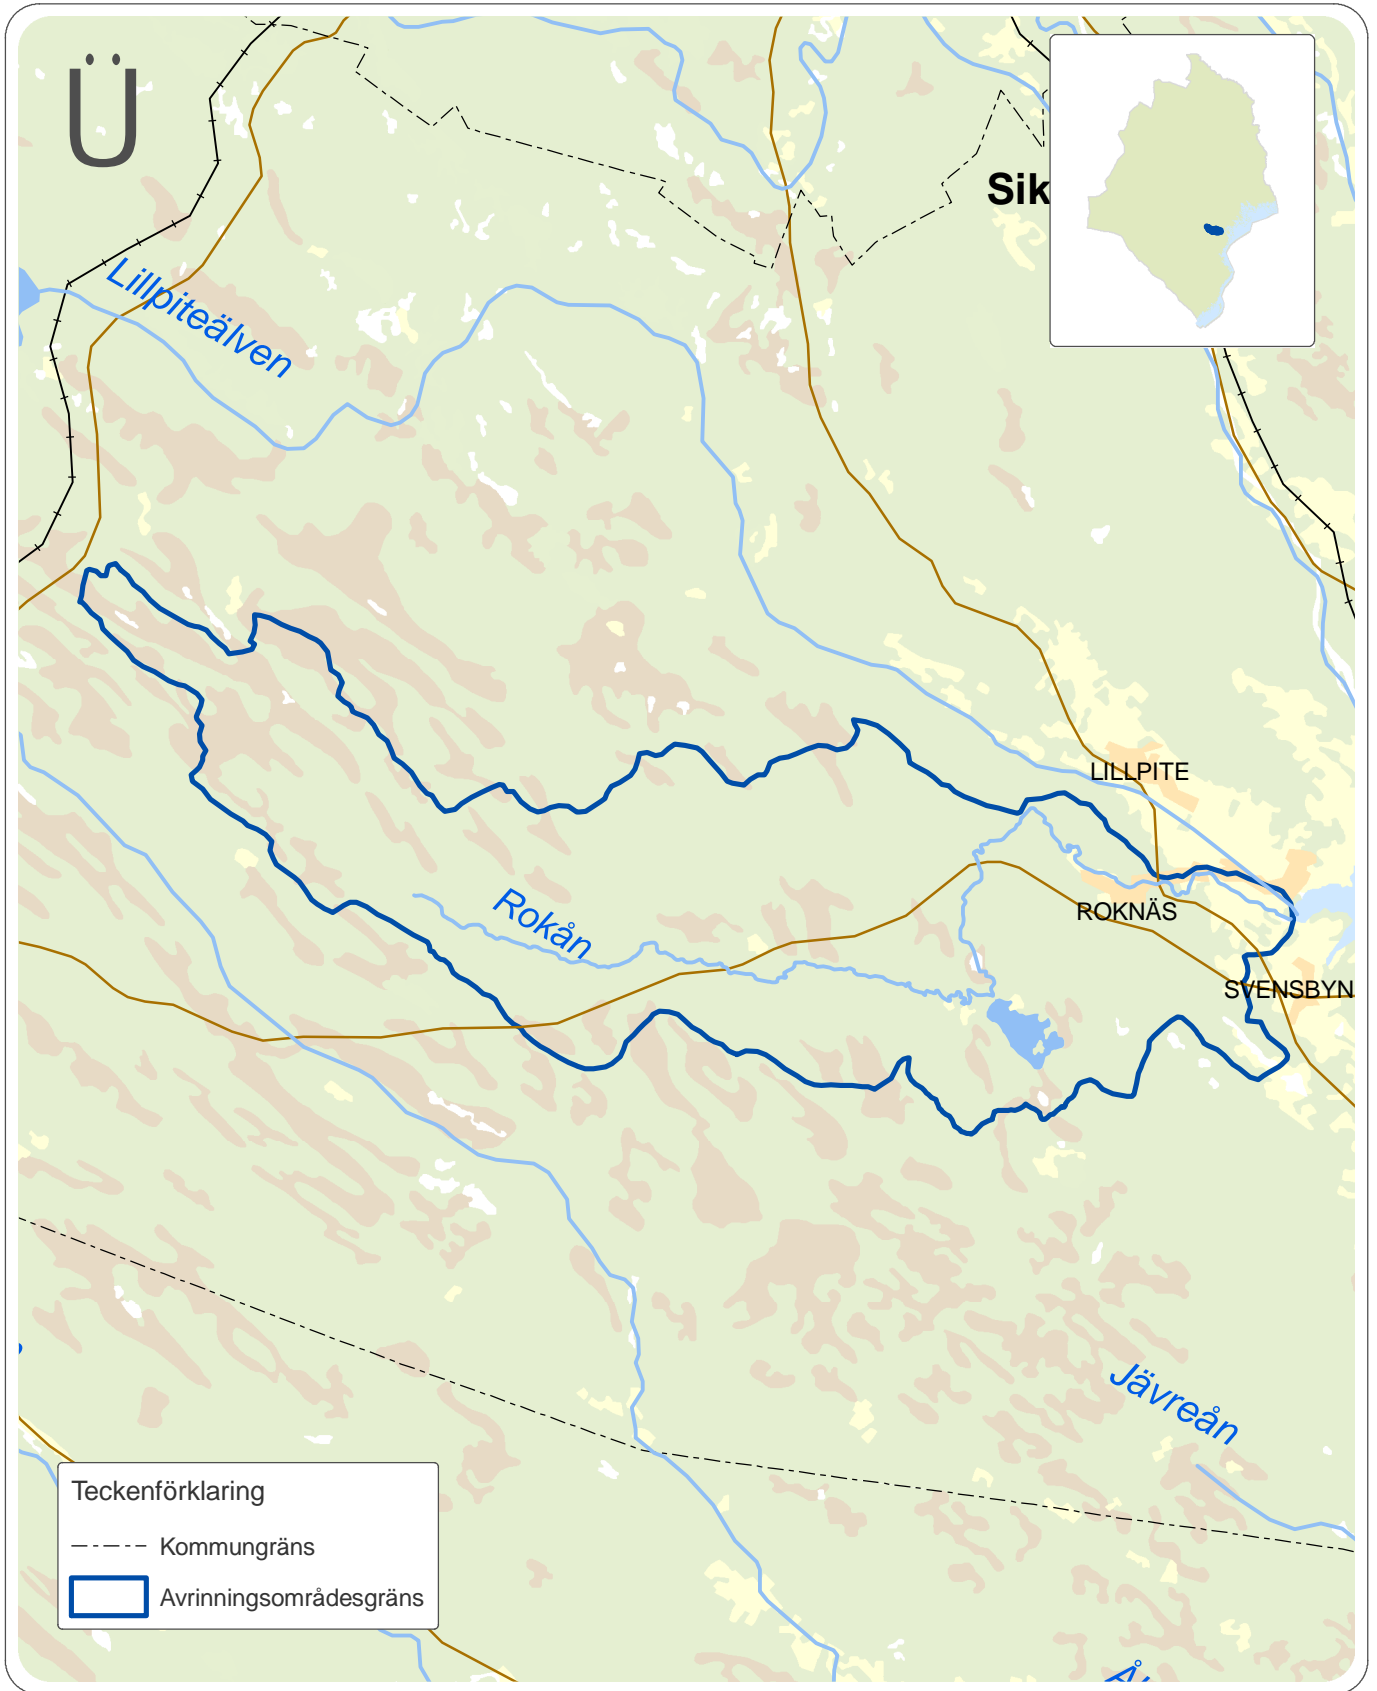 Ü
Sik
Lillpiteälven
LILLPITE
Rokån
ROKNÄS
SVENSBYN
Jävreån
Teckenförklaring
Kommungräns
Avrinningsområdesgräns